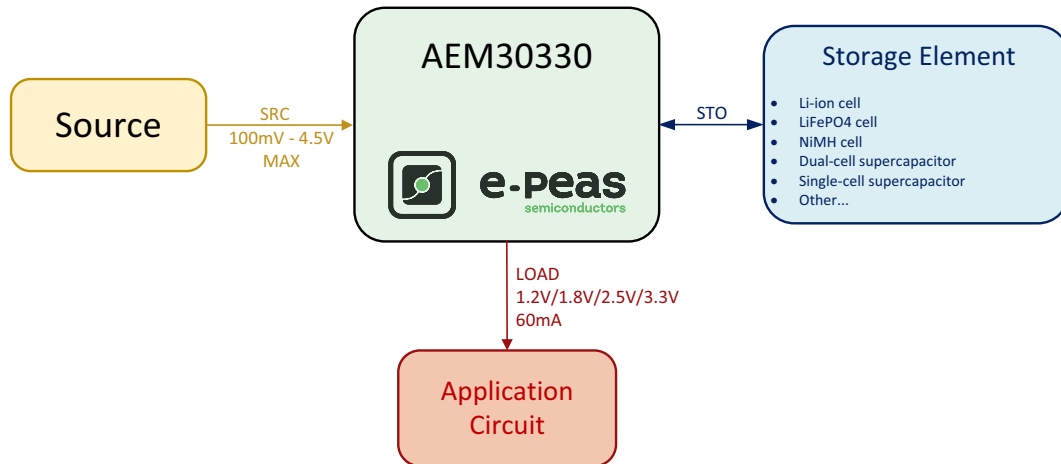 Source
SRC
100mV - 4.5V
MAX
AEM30330
e-peas
semiconductors
STO
Storage Element
• Li-ion cell
• LiFePO4 cell
• NiMH cell
• Dual-cell supercapacitor
• Single-cell supercapacitor
• Other...
LOAD
1.2V/1.8V/2.5V/3.3V
60mA
Application
Circuit